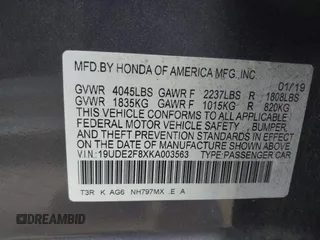 MFD.BY HONDA OF AMERICA MFG.,INC
01/19
GVWR 4045LBS GAWR F 2237LBS R 1808LBS
GVWR 1835KG GAWR F 1015KG R 820KG
THIS VEHICLE CONFORMS TO ALL APPLICABLE
FEDERAL MOTOR VEHICLE SAFETY, BUMPER,
AND THEFT PREVENTION STANDARDS IN EFFECT
ON THE DATE OF MANUFACTURE SHOWN ABOVE.
VIN:19UDE2F8XKA003563 TYPE:PASSENGER CAR
T3R K AG6 NH797MX E A